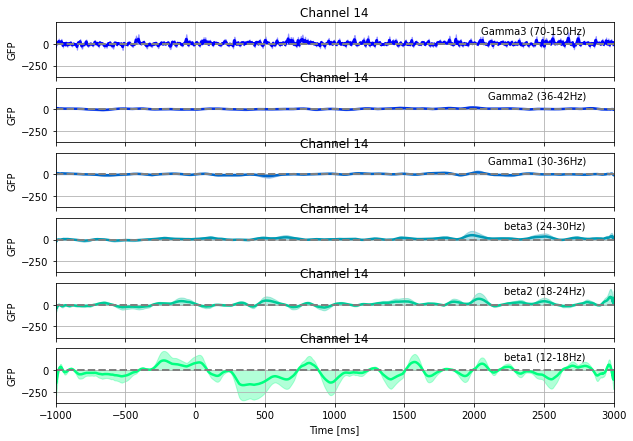 Channel 14
Gamma3 (70-150Hz)
GFP
0
−250
Channel 14
Gamma2 (36-42Hz)
GFP
0
−250
Channel 14
Gamma1 (30-36Hz)
GFP
0
−250
Channel 14
beta3 (24-30Hz)
GFP
0
−250
Channel 14
beta2 (18-24Hz)
GFP
0
−250
Channel 14
beta1 (12-18Hz)
GFP
0
−250
−1000 −500 0 500 1000 1500 2000 2500 3000
Time [ms]